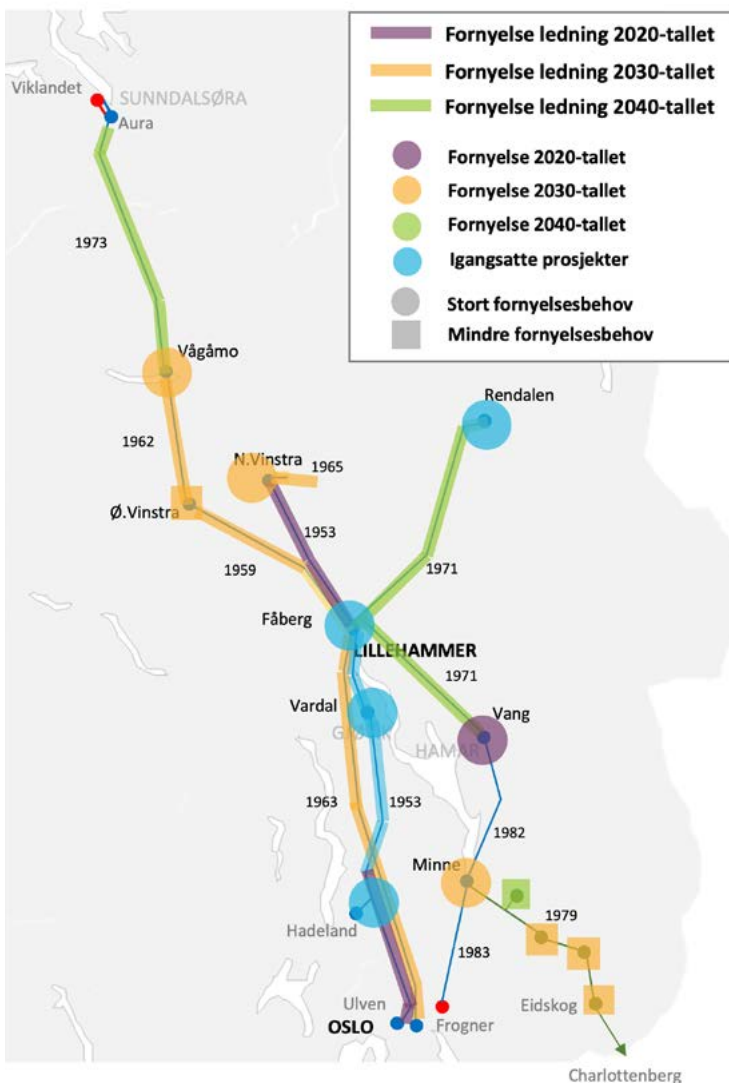 Fornyelse ledning 2020-tallet
Fornyelse ledning 2030-tallet
Fornyelse ledning 2040-tallet
Fornyelse 2020-tallet
Fornyelse 2030-tallet
Fornyelse 2040-tallet
Igangsatte prosjekter
Stort fornyelsesbehov
Mindre fornyelsesbehov
Viklandet
SUNNDALSØRA
Aura
1973
Vågåmo
Rendalen
1962
N.Vinstra
1965
Ø.Vinstra
1953
1959
1971
Fåberg
LILLEHAMMER
1971
Vardal
Vang
HAMAR
1963
1953
1982
Minne
Hadeland
1979
1983
Ulven
Eidskog
OSLO
Frogner
Charlottenberg